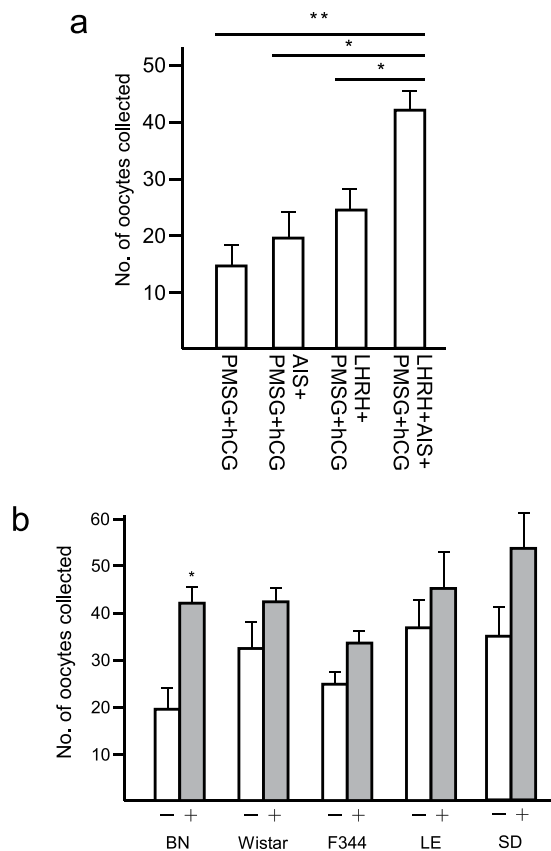 a
**
*
*
No. of oocytes collected
50
40
30
20
10
PMSG+hCG
AIS+
PMSG+hCG
LHRH+
PMSG+hCG
LHRH+AIS+
PMSG+hCG
b
No. of oocytes collected
60
50
40
30
20
10
*
− + − + − + − + − +
BN Wistar F344 LE SD